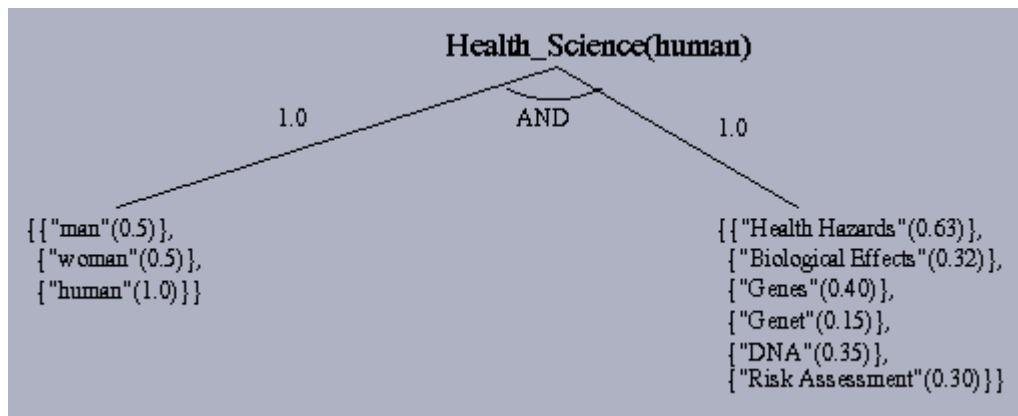 Health_Science(human)
1.0
AND
1.0
{{"man"(0.5)},
{"woman"(0.5)},
{"human"(1.0)}}
{{"Health Hazards"(0.63)},
{"Biological Effects"(0.32)},
{"Genes"(0.40)},
{"Genet"(0.15)},
{"DNA"(0.35)},
{"Risk Assessment"(0.30)}}